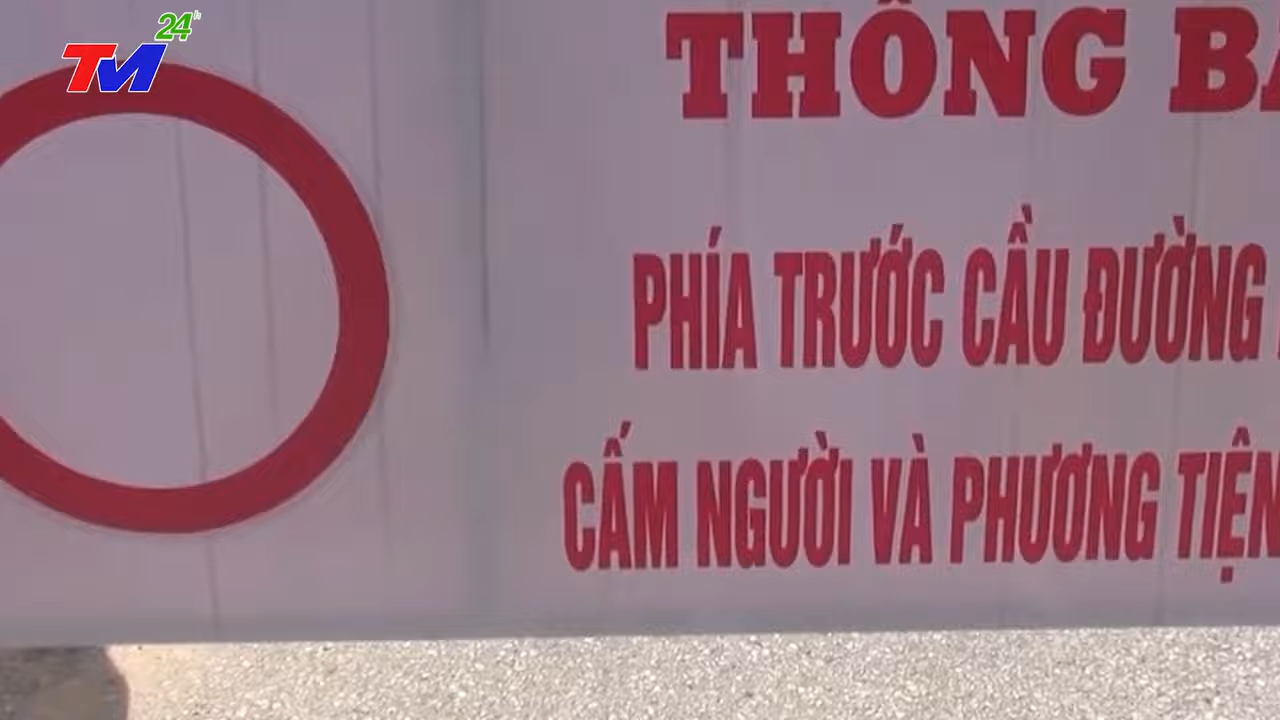 TM 24h
THÔNG BÁ
PHÍA TRƯỚC CẦU ĐƯỜNG
CẤM NGƯỜI VÀ PHƯƠNG TIỆN